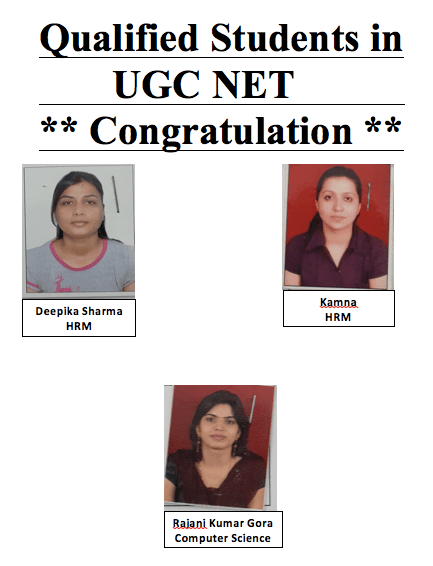 Qualified Students in
UGC NET
** Congratulation **
Deepika Sharma
HRM
Kamna
HRM
Rajani Kumar Gora
Computer Science